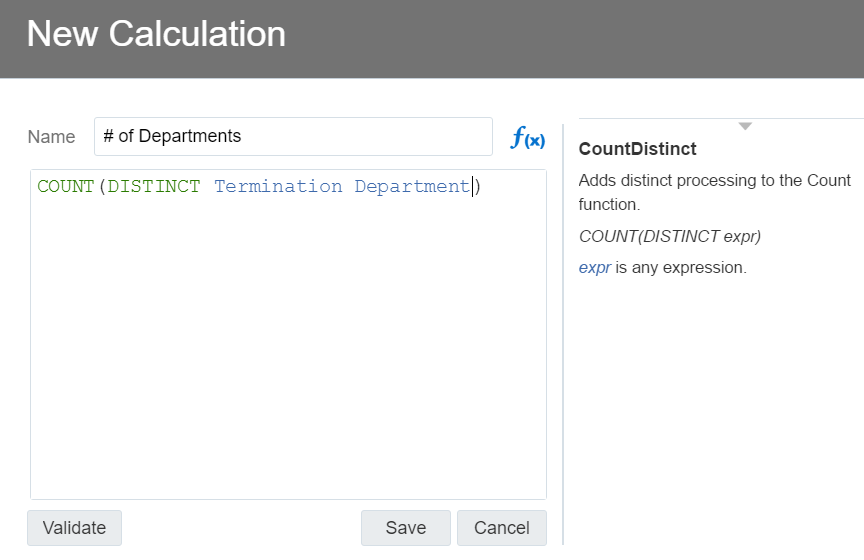 New Calculation
Name
# of Departments
f(x)
COUNT(DISTINCT Termination Department)
Validate
Save
Cancel
CountDistinct
Adds distinct processing to the Count
function.
COUNT(DISTINCT expr)
expr is any expression.